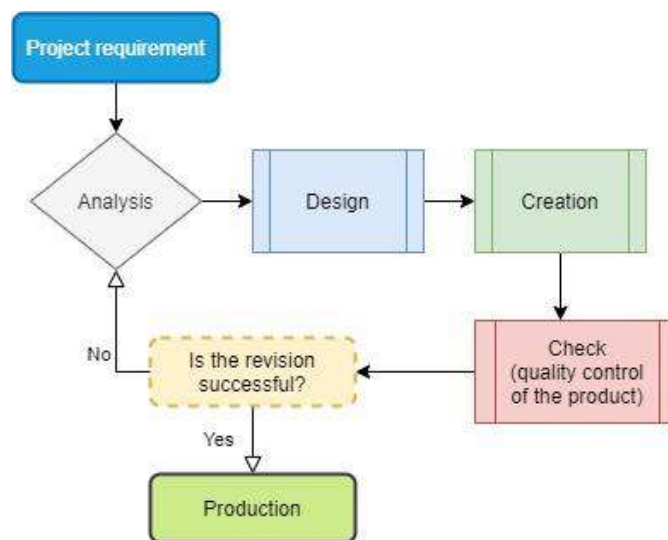 Project requirement
Analysis
Design
Creation
Check
(quality control
of the product)
Is the revision
successful?
No
Yes
Production